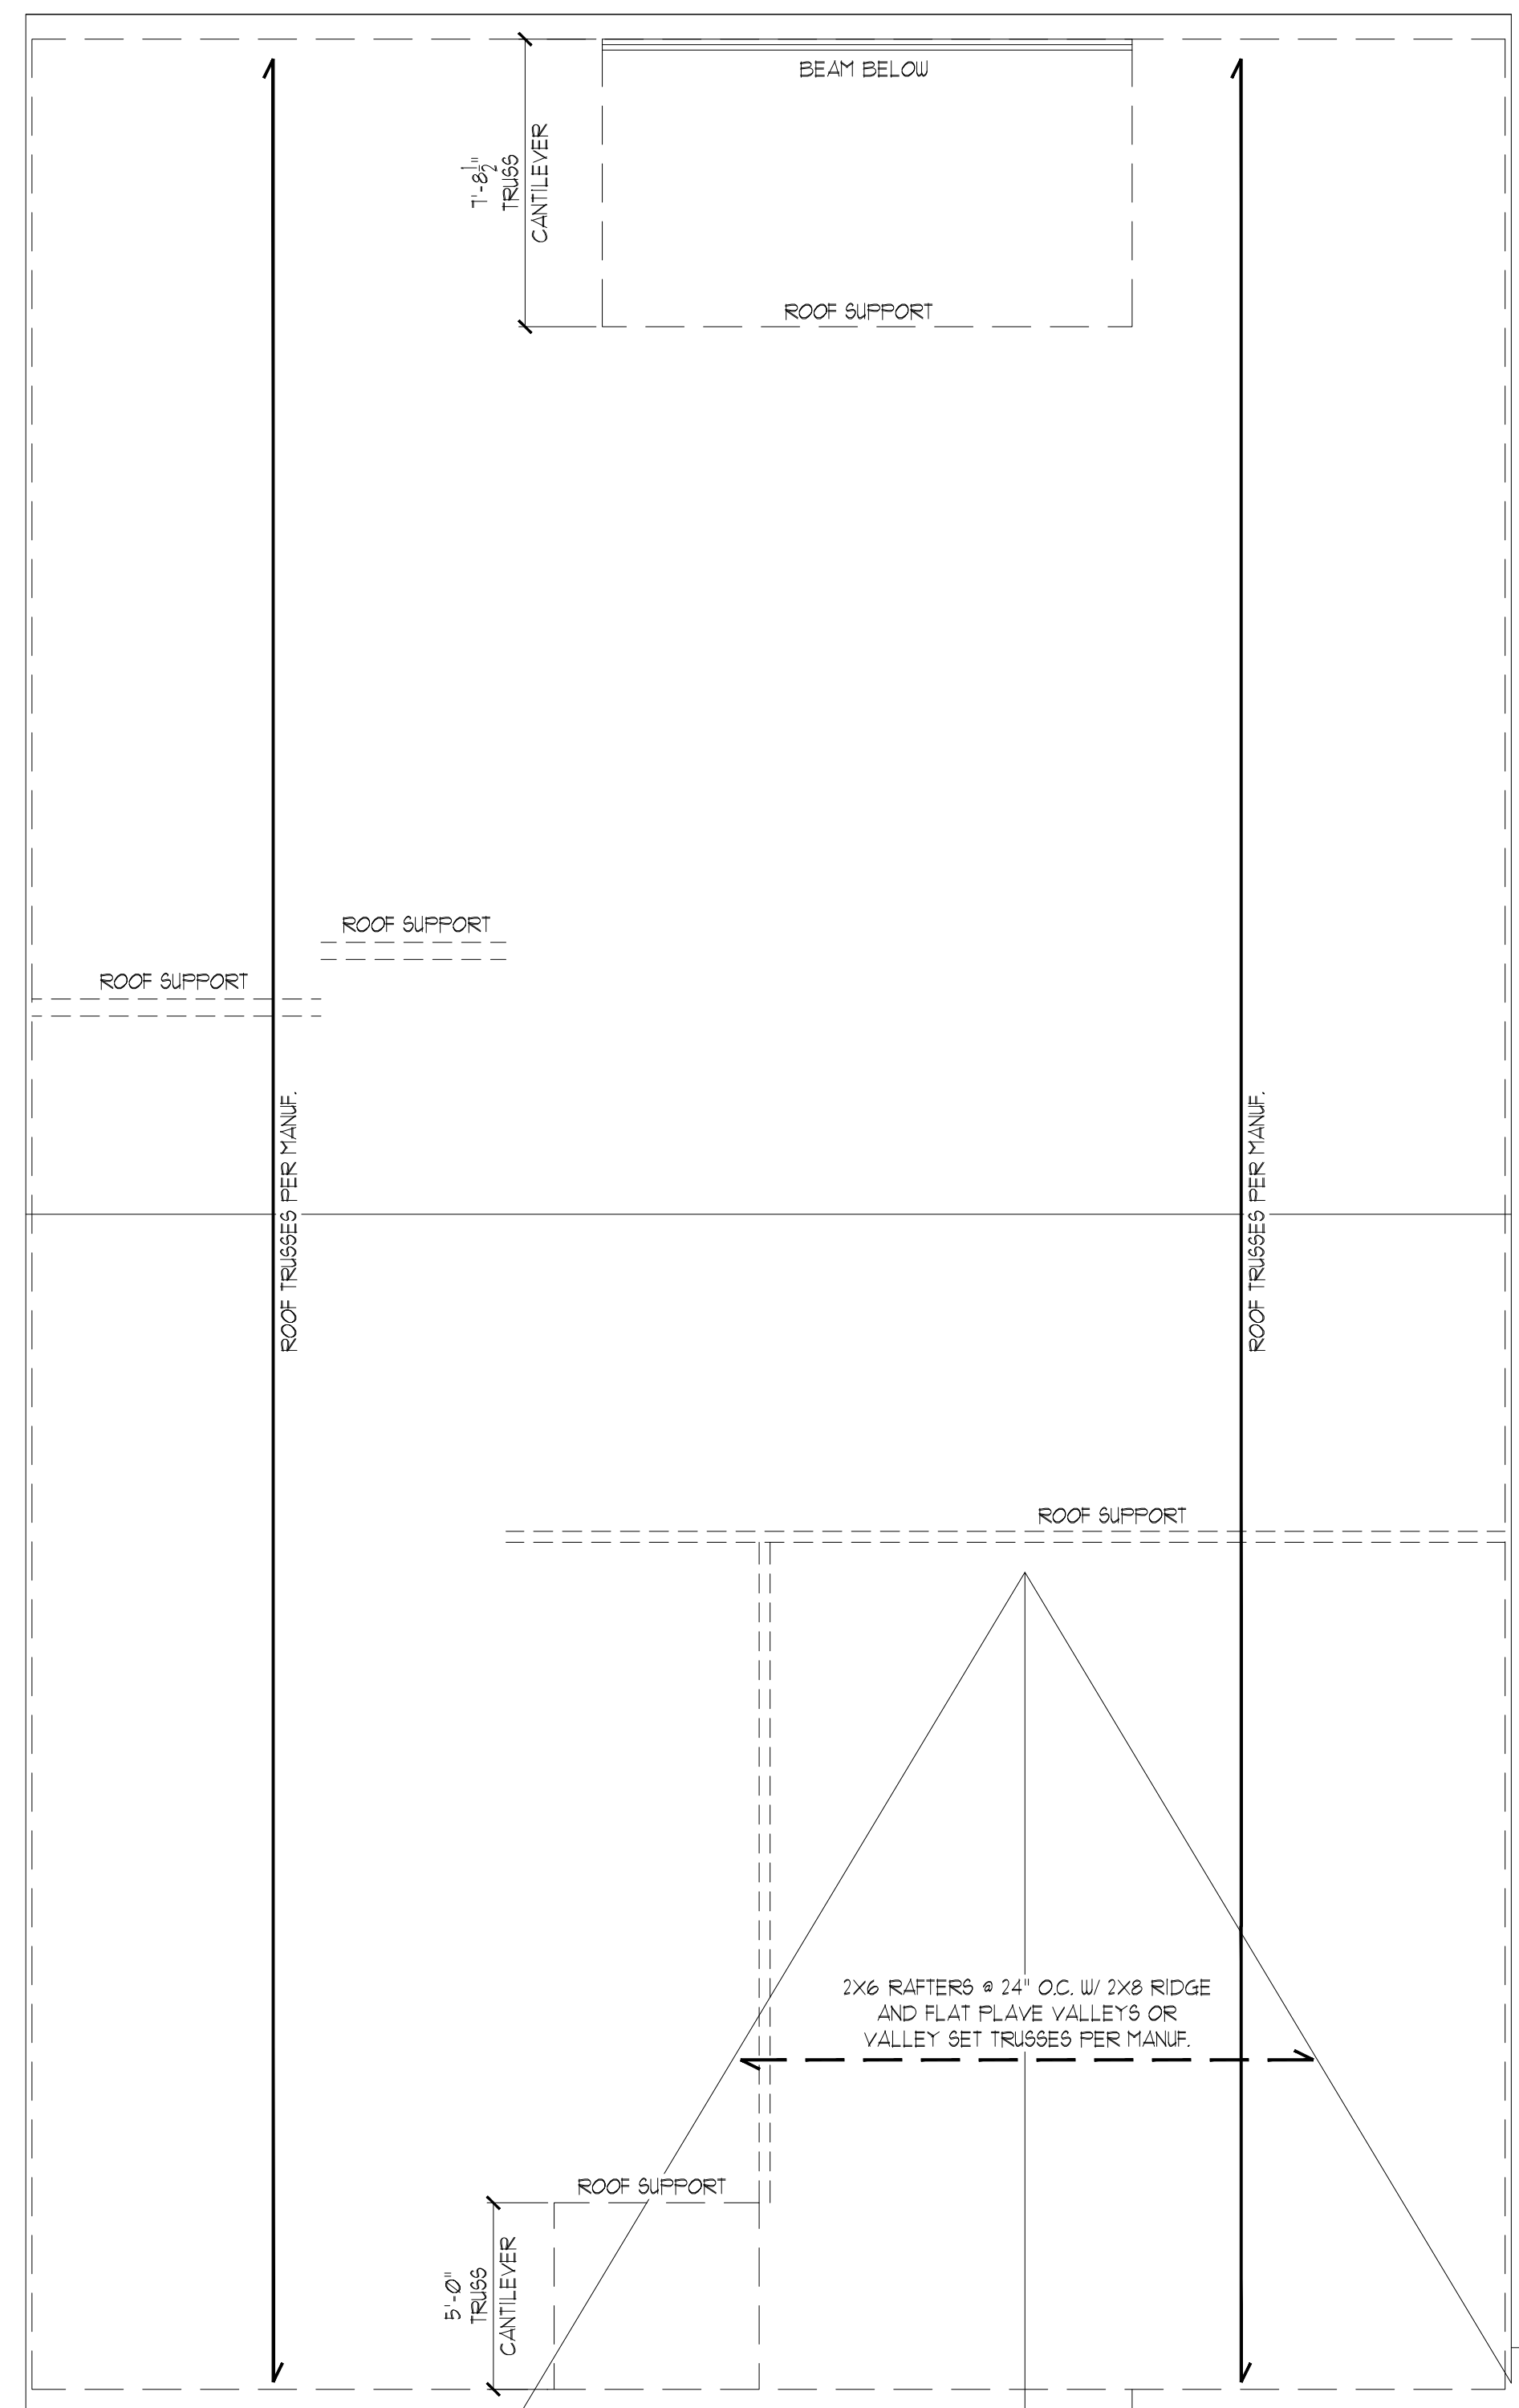 BEAM BELOW
7'-8½"
TRUSS
CANTILEVER
ROOF SUPPORT
ROOF SUPPORT
ROOF SUPPORT
ROOF TRUSSES PER MANUF.
ROOF TRUSSES PER MANUF.
ROOF SUPPORT
2X6 RAFTERS @ 24" O.C. W/ 2X8 RIDGE
AND FLAT PLAVE VALLEYS OR
VALLEY SET TRUSSES PER MANUF.
ROOF SUPPORT
5'-0"
TRUSS
CANTILEVER